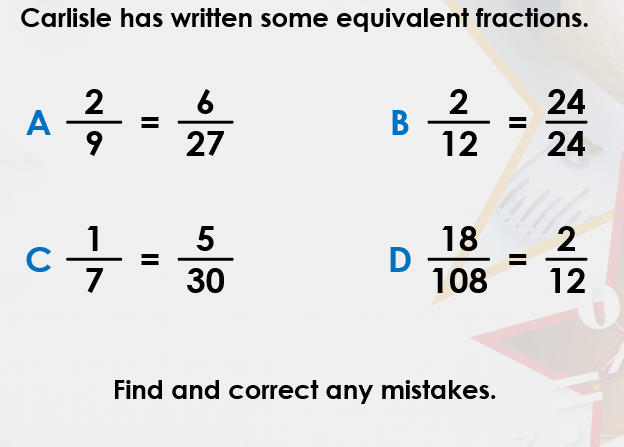 Carlisle has written some equivalent fractions.
A 2/9 = 6/27
B 2/12 = 24/24
C 1/7 = 5/30
D 18/108 = 2/12
Find and correct any mistakes.